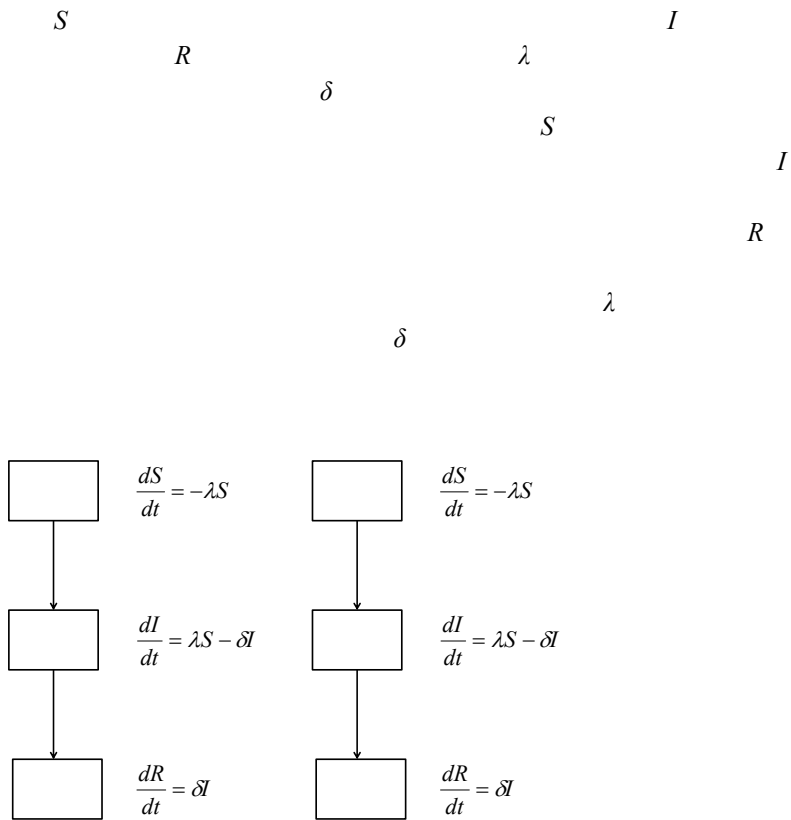 S I
R λ
δ
S
I
R
λ
δ
dS/dt = −λS dS/dt = −λS
dI/dt = λS − δI dI/dt = λS − δI
dR/dt = δI dR/dt = δI